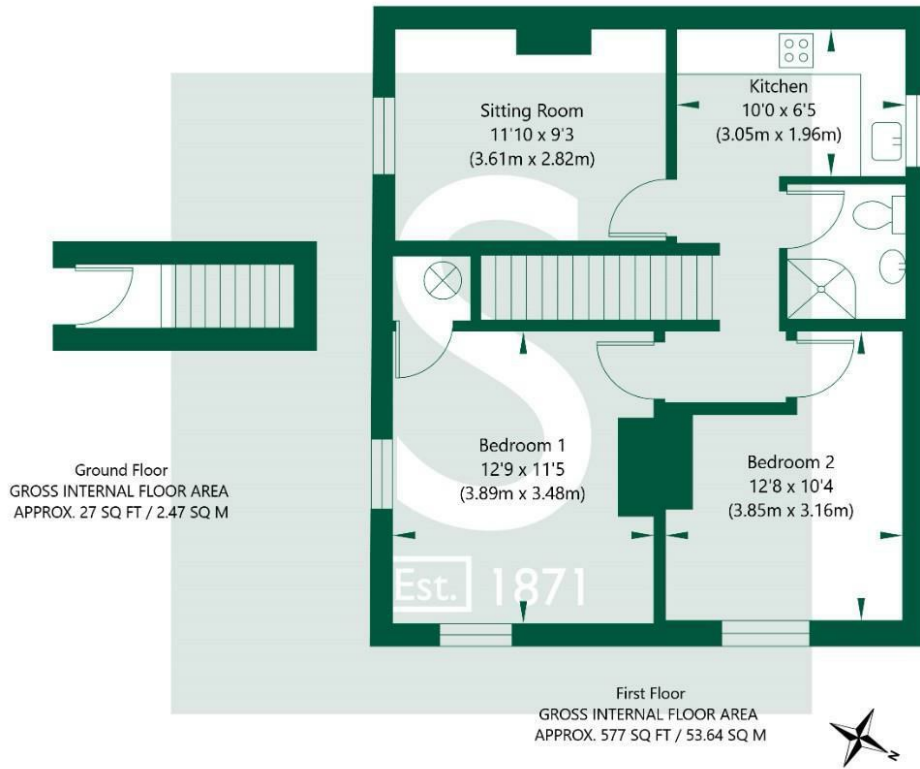 Sitting Room
11'10 x 9'3
(3.61m x 2.82m)
Kitchen
10'0 x 6'5
(3.05m x 1.96m)
Ground Floor
GROSS INTERNAL FLOOR AREA
APPROX. 27 SQ FT / 2.47 SQ M
Bedroom 1
12'9 x 11'5
(3.89m x 3.48m)
Bedroom 2
12'8 x 10'4
(3.85m x 3.16m)
S
Est. 1871
First Floor
GROSS INTERNAL FLOOR AREA
APPROX. 577 SQ FT / 53.64 SQ M
N